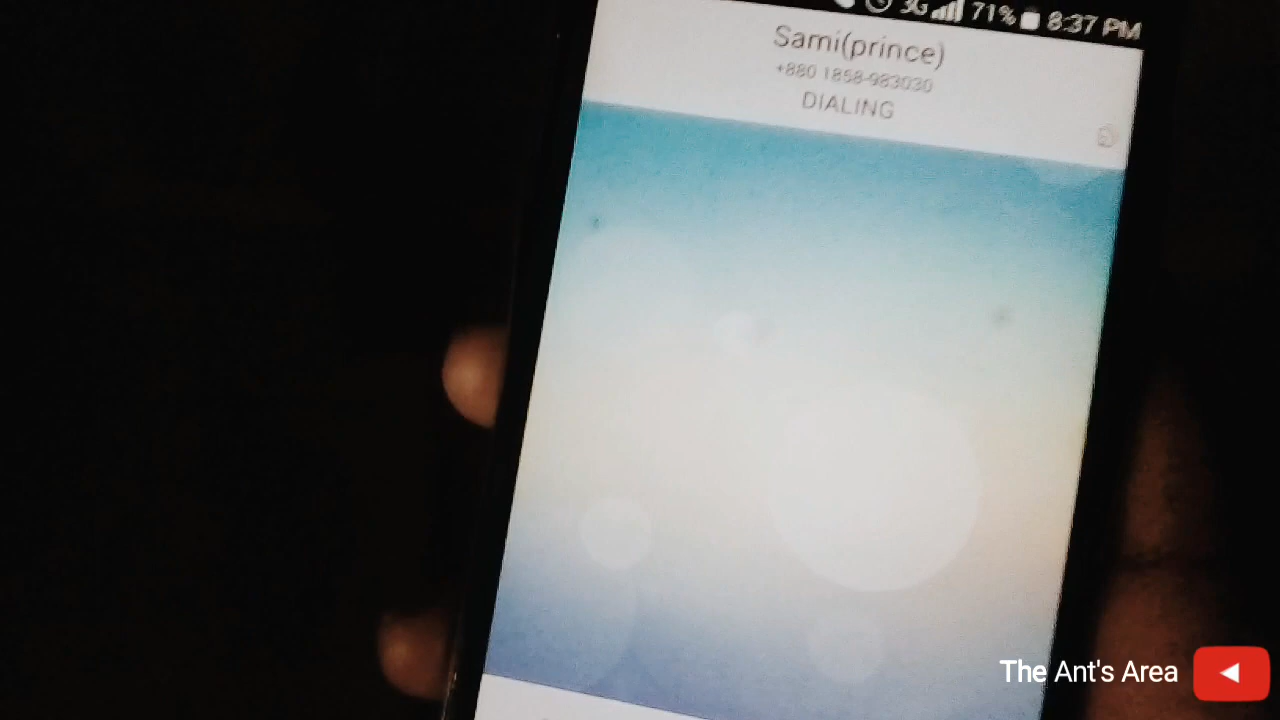 3G 71% 8:37 PM
Sami(prince)
+880 1858-983030
DIALING
The Ant's Area